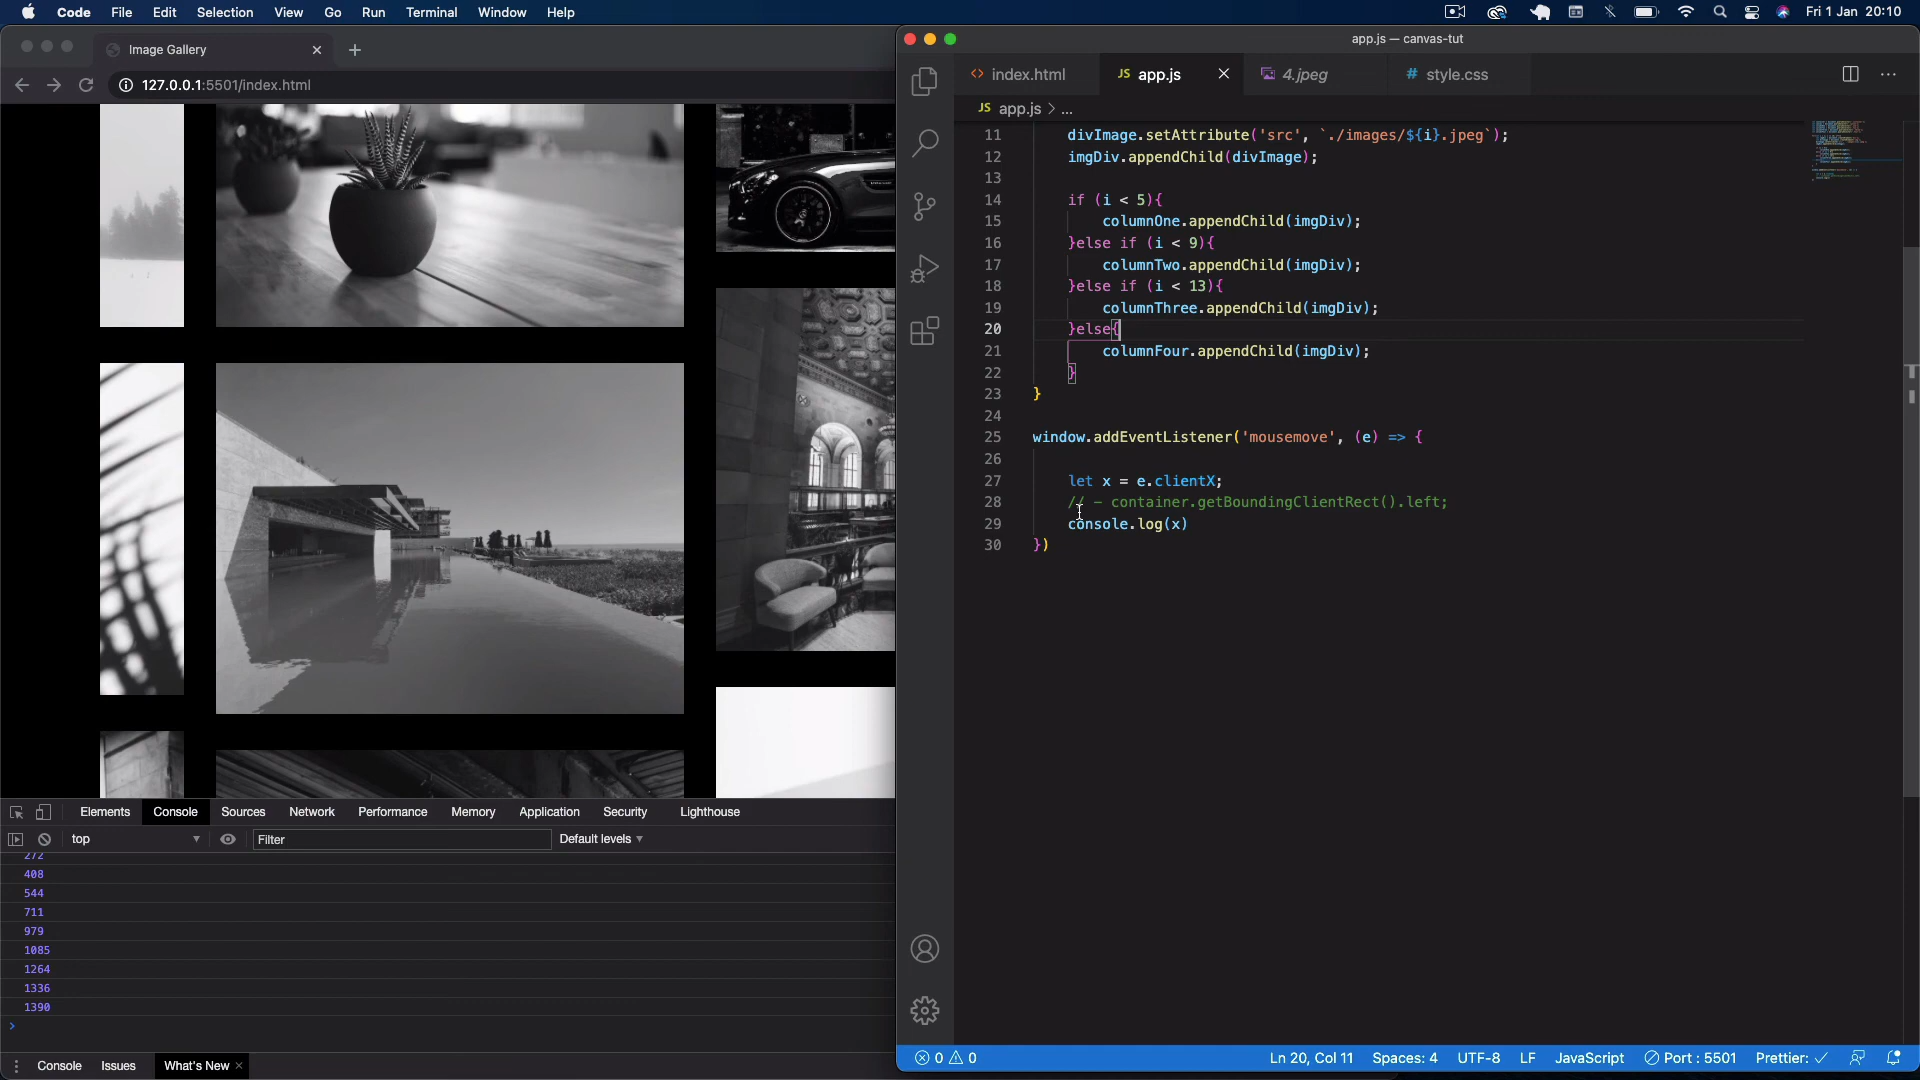 Code File Edit Selection View Go Run Terminal Window Help Fri 1 Jan 20:10
Image Gallery
127.0.0.1:5501/index.html
Elements Console Sources Network Performance Memory Application Security Lighthouse
top Filter Default levels
272
408
544
711
979
1085
1264
1336
1390
Console Issues What's New
app.js — canvas-tut
index.html JS app.js 4.jpeg # style.css
JS app.js > ...
11 divImage.setAttribute('src', `./images/${i}.jpeg`);
12 imgDiv.appendChild(divImage);
13
14 if (i < 5){
15 columnOne.appendChild(imgDiv);
16 }else if (i < 9){
17 columnTwo.appendChild(imgDiv);
18 }else if (i < 13){
19 columnThree.appendChild(imgDiv);
20 }else{
21 columnFour.appendChild(imgDiv);
22 }
23 }
24
25 window.addEventListener('mousemove', (e) => {
26
27 let x = e.clientX;
28 // - container.getBoundingClientRect().left;
29 console.log(x)
30 })
0 0 Ln 20, Col 11 Spaces: 4 UTF-8 LF JavaScript Port : 5501 Prettier: ✓